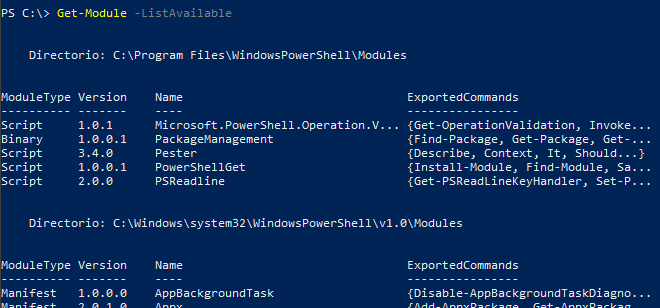 PS C:\> Get-Module -ListAvailable
Directorio: C:\Program Files\WindowsPowerShell\Modules
ModuleType Version Name ExportedCommands
---------- ------- ---- ----------------
Script 1.0.1 Microsoft.PowerShell.Operation.V... {Get-OperationValidation, Invoke...
Binary 1.0.0.1 PackageManagement {Find-Package, Get-Package, Get-...
Script 3.4.0 Pester {Describe, Context, It, Should...}
Script 1.0.0.1 PowerShellGet {Install-Module, Find-Module, Sa...
Script 2.0.0 PSReadline {Get-PSReadLineKeyHandler, Set-P...
Directorio: C:\Windows\system32\WindowsPowerShell\v1.0\Modules
ModuleType Version Name ExportedCommands
---------- ------- ---- ----------------
Manifest 1.0.0.0 AppBackgroundTask {Disable-AppBackgroundTaskDiagno...
Manifest 2.0.1.0 Appx {Add-AppxPackage, Get-AppxPackag...